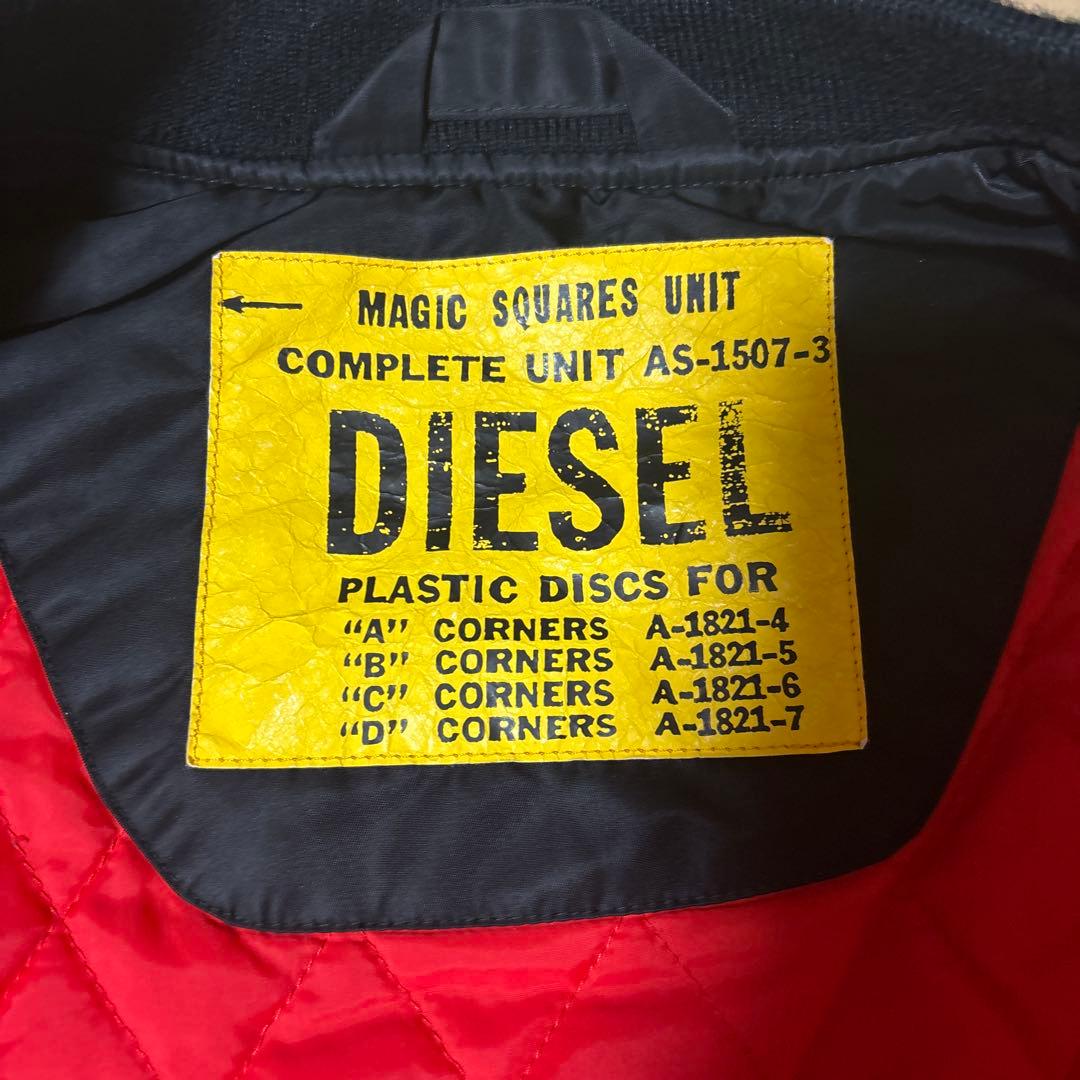 MAGIC SQUARES UNIT
COMPLETE UNIT AS-1507-3
DIESEL
PLASTIC DISCS FOR
“A” CORNERS A-1821-4
“B” CORNERS A-1821-5
“C” CORNERS A-1821-6
“D” CORNERS A-1821-7